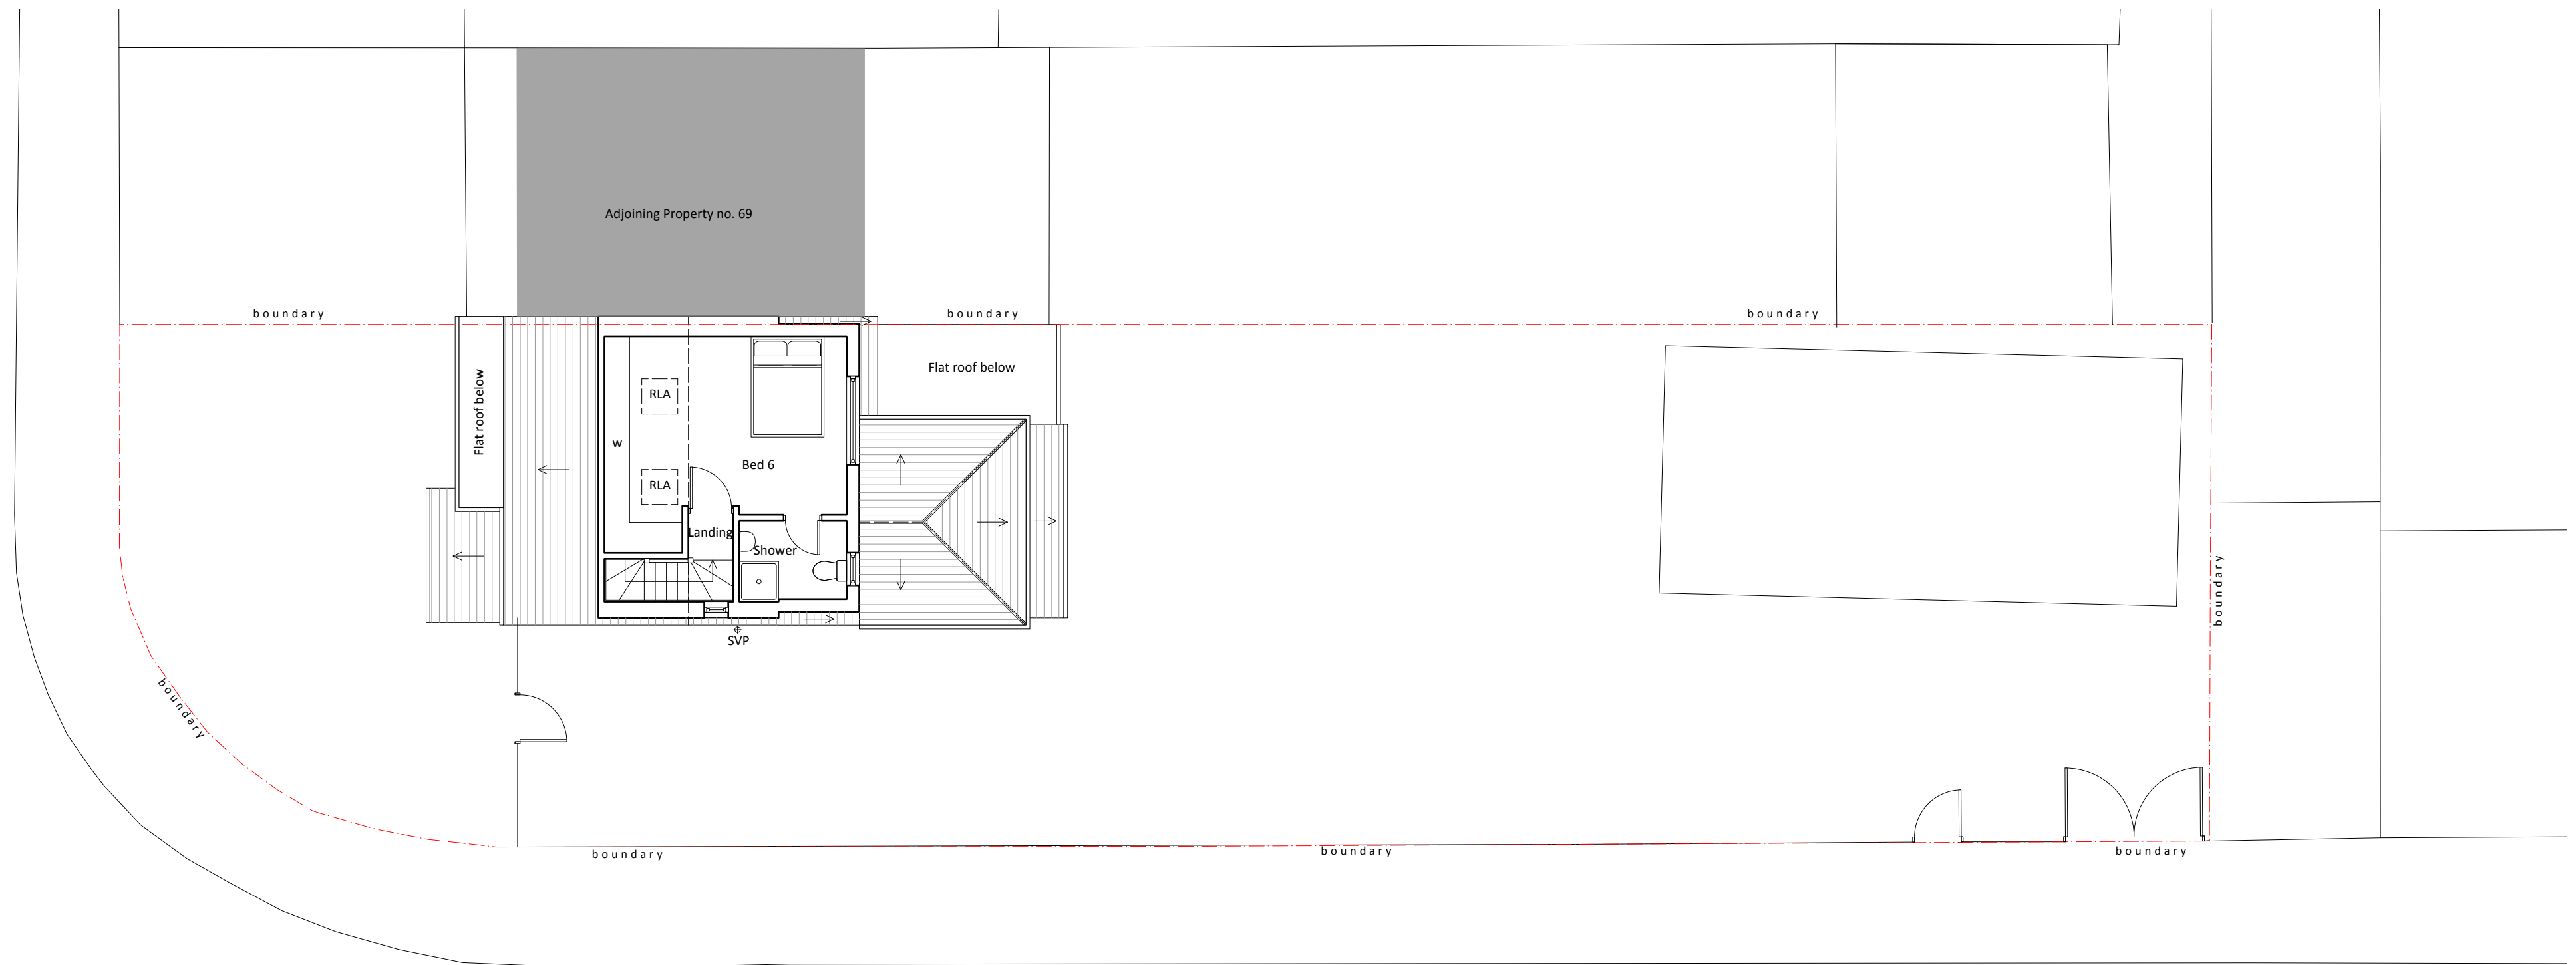 Adjoining Property no. 69
boundary
boundary
boundary
Flat roof below
Flat roof below
RLA
w
Bed 6
RLA
Landing
Shower
SVP
boundary
boundary
boundary
boundary
boundary